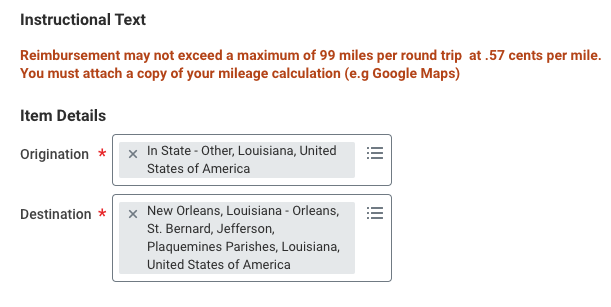 Instructional Text
Reimbursement may not exceed a maximum of 99 miles per round trip  at .57 cents per mile.
You must attach a copy of your mileage calculation (e.g Google Maps)
Item Details
Origination *
× In State - Other, Louisiana, United
States of America
Destination *
× New Orleans, Louisiana - Orleans,
St. Bernard, Jefferson,
Plaquemines Parishes, Louisiana,
United States of America